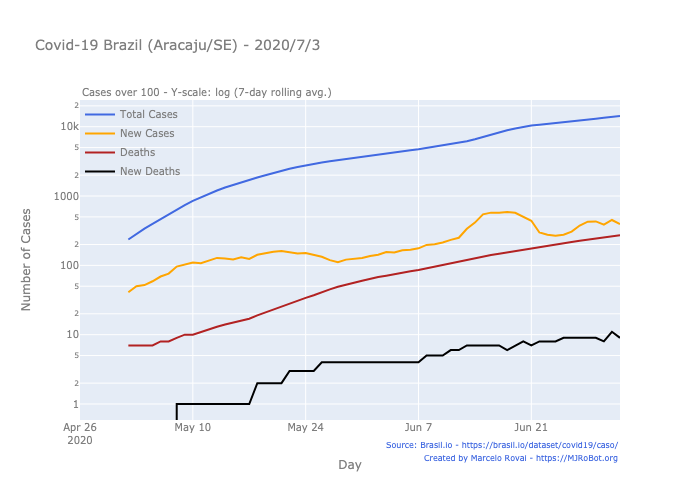 Covid-19 Brazil (Aracaju/SE) - 2020/7/3
Cases over 100 - Y-scale: log (7-day rolling avg.)
Total Cases
New Cases
Deaths
New Deaths
2
10k
5
2
1000
5
2
100
5
2
10
5
2
1
Number of Cases
Apr 26
2020
May 10
May 24
Jun 7
Jun 21
Day
Source: Brasil.io - https://brasil.io/dataset/covid19/caso/
Created by Marcelo Rovai - https://MJRoBot.org